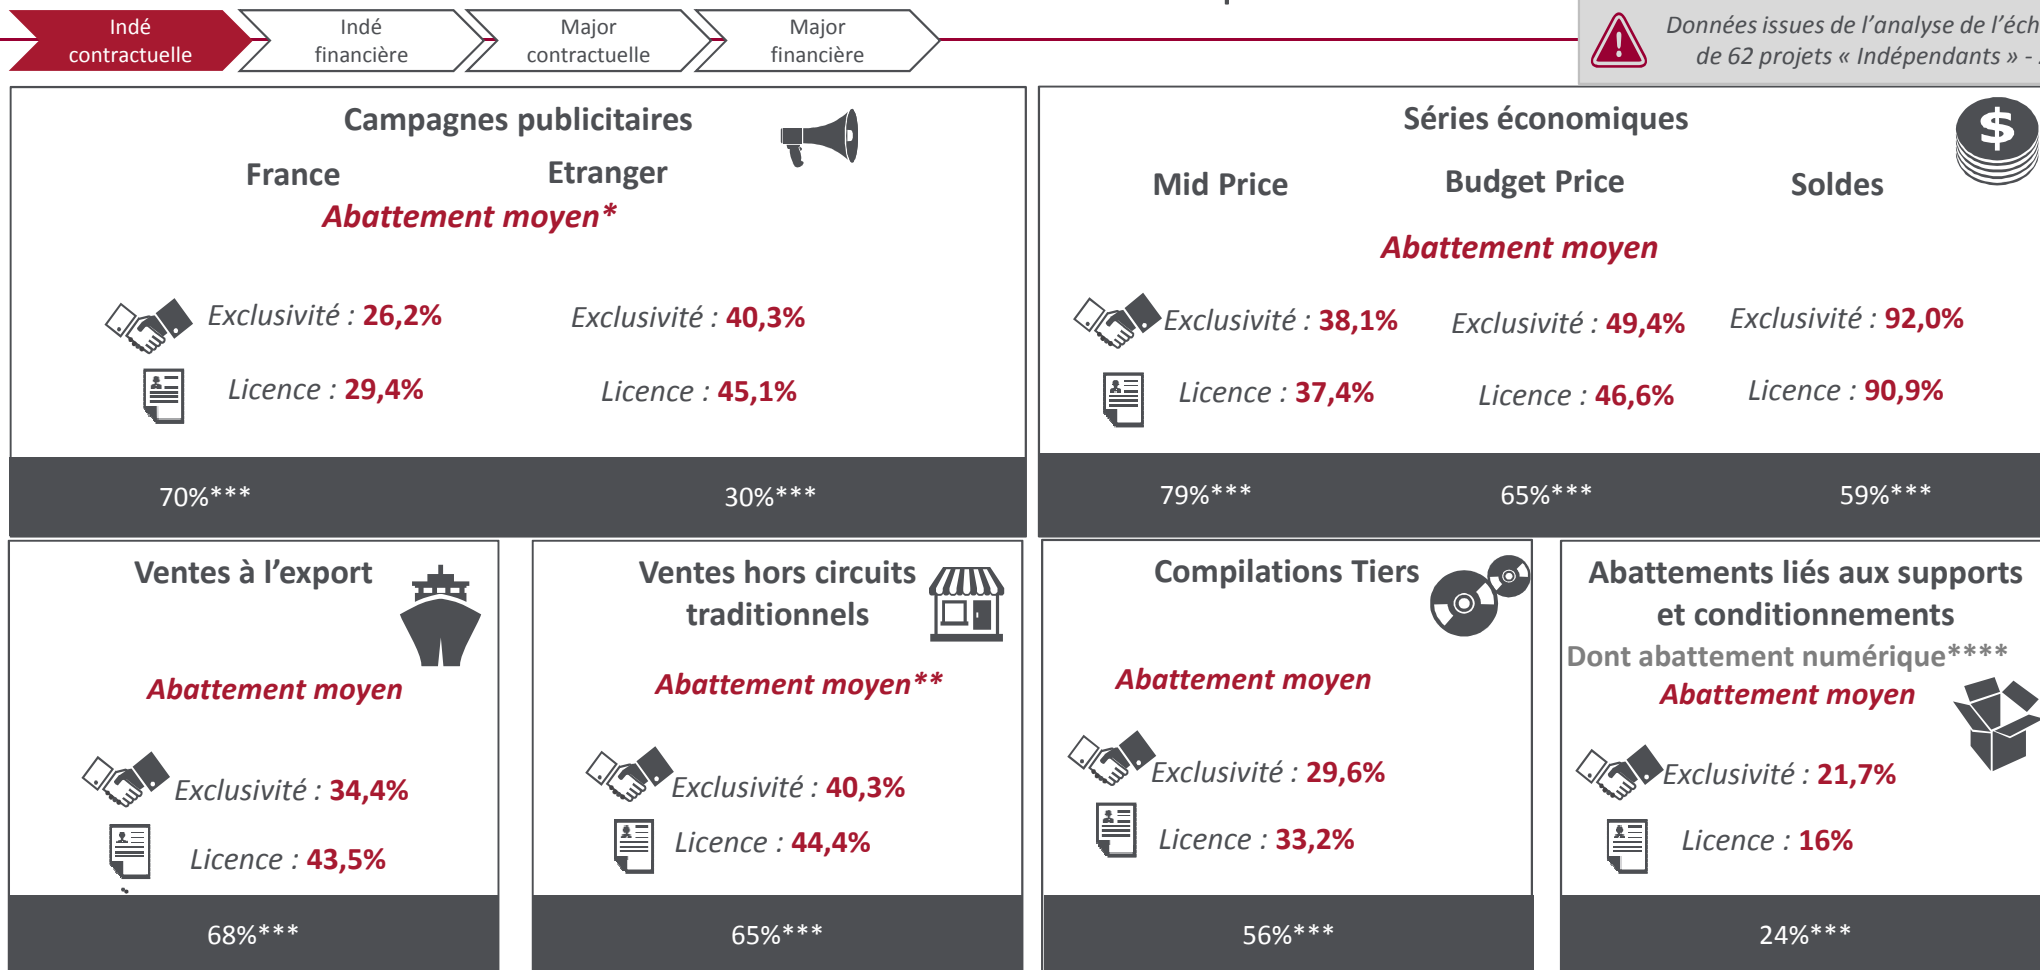 Indé
contractuelle
Indé
financière
Major
contractuelle
Major
financière
Données issues de l'analyse de l'éch
de 62 projets « Indépendants » -
Campagnes publicitaires
France
Etranger
Abattement moyen*
Exclusivité : 26,2%
Exclusivité : 40,3%
Licence : 29,4%
Licence : 45,1%
70%***
30%***
Séries économiques
Mid Price
Budget Price
Soldes
Abattement moyen
Exclusivité : 38,1%
Exclusivité : 49,4%
Exclusivité : 92,0%
Licence : 37,4%
Licence : 46,6%
Licence : 90,9%
79%***
65%***
59%***
Ventes à l'export
Abattement moyen
Exclusivité : 34,4%
Licence : 43,5%
68%***
Ventes hors circuits
traditionnels
Abattement moyen**
Exclusivité : 40,3%
Licence : 44,4%
65%***
Compilations Tiers
Abattement moyen
Exclusivité : 29,6%
Licence : 33,2%
56%***
Abattements liés aux supports
et conditionnements
Dont abattement numérique****
Abattement moyen
Exclusivité : 21,7%
Licence : 16%
24%***